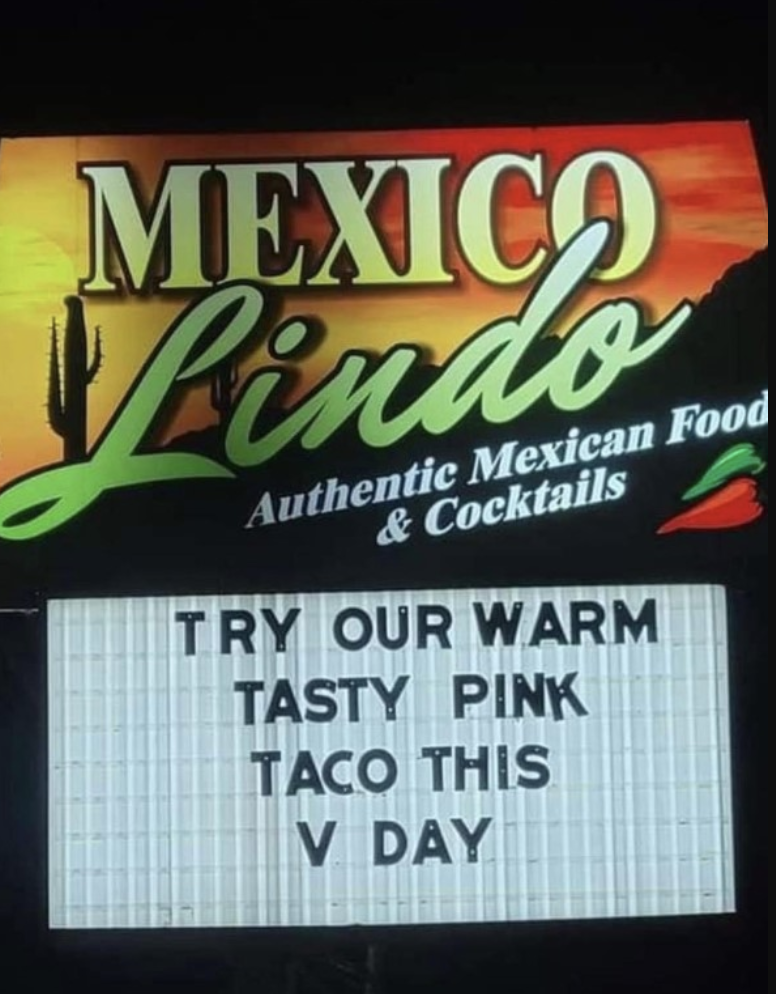 MEXICO
Lindo
Authentic Mexican Food
& Cocktails
TRY OUR WARM
TASTY PINK
TACO THIS
V DAY